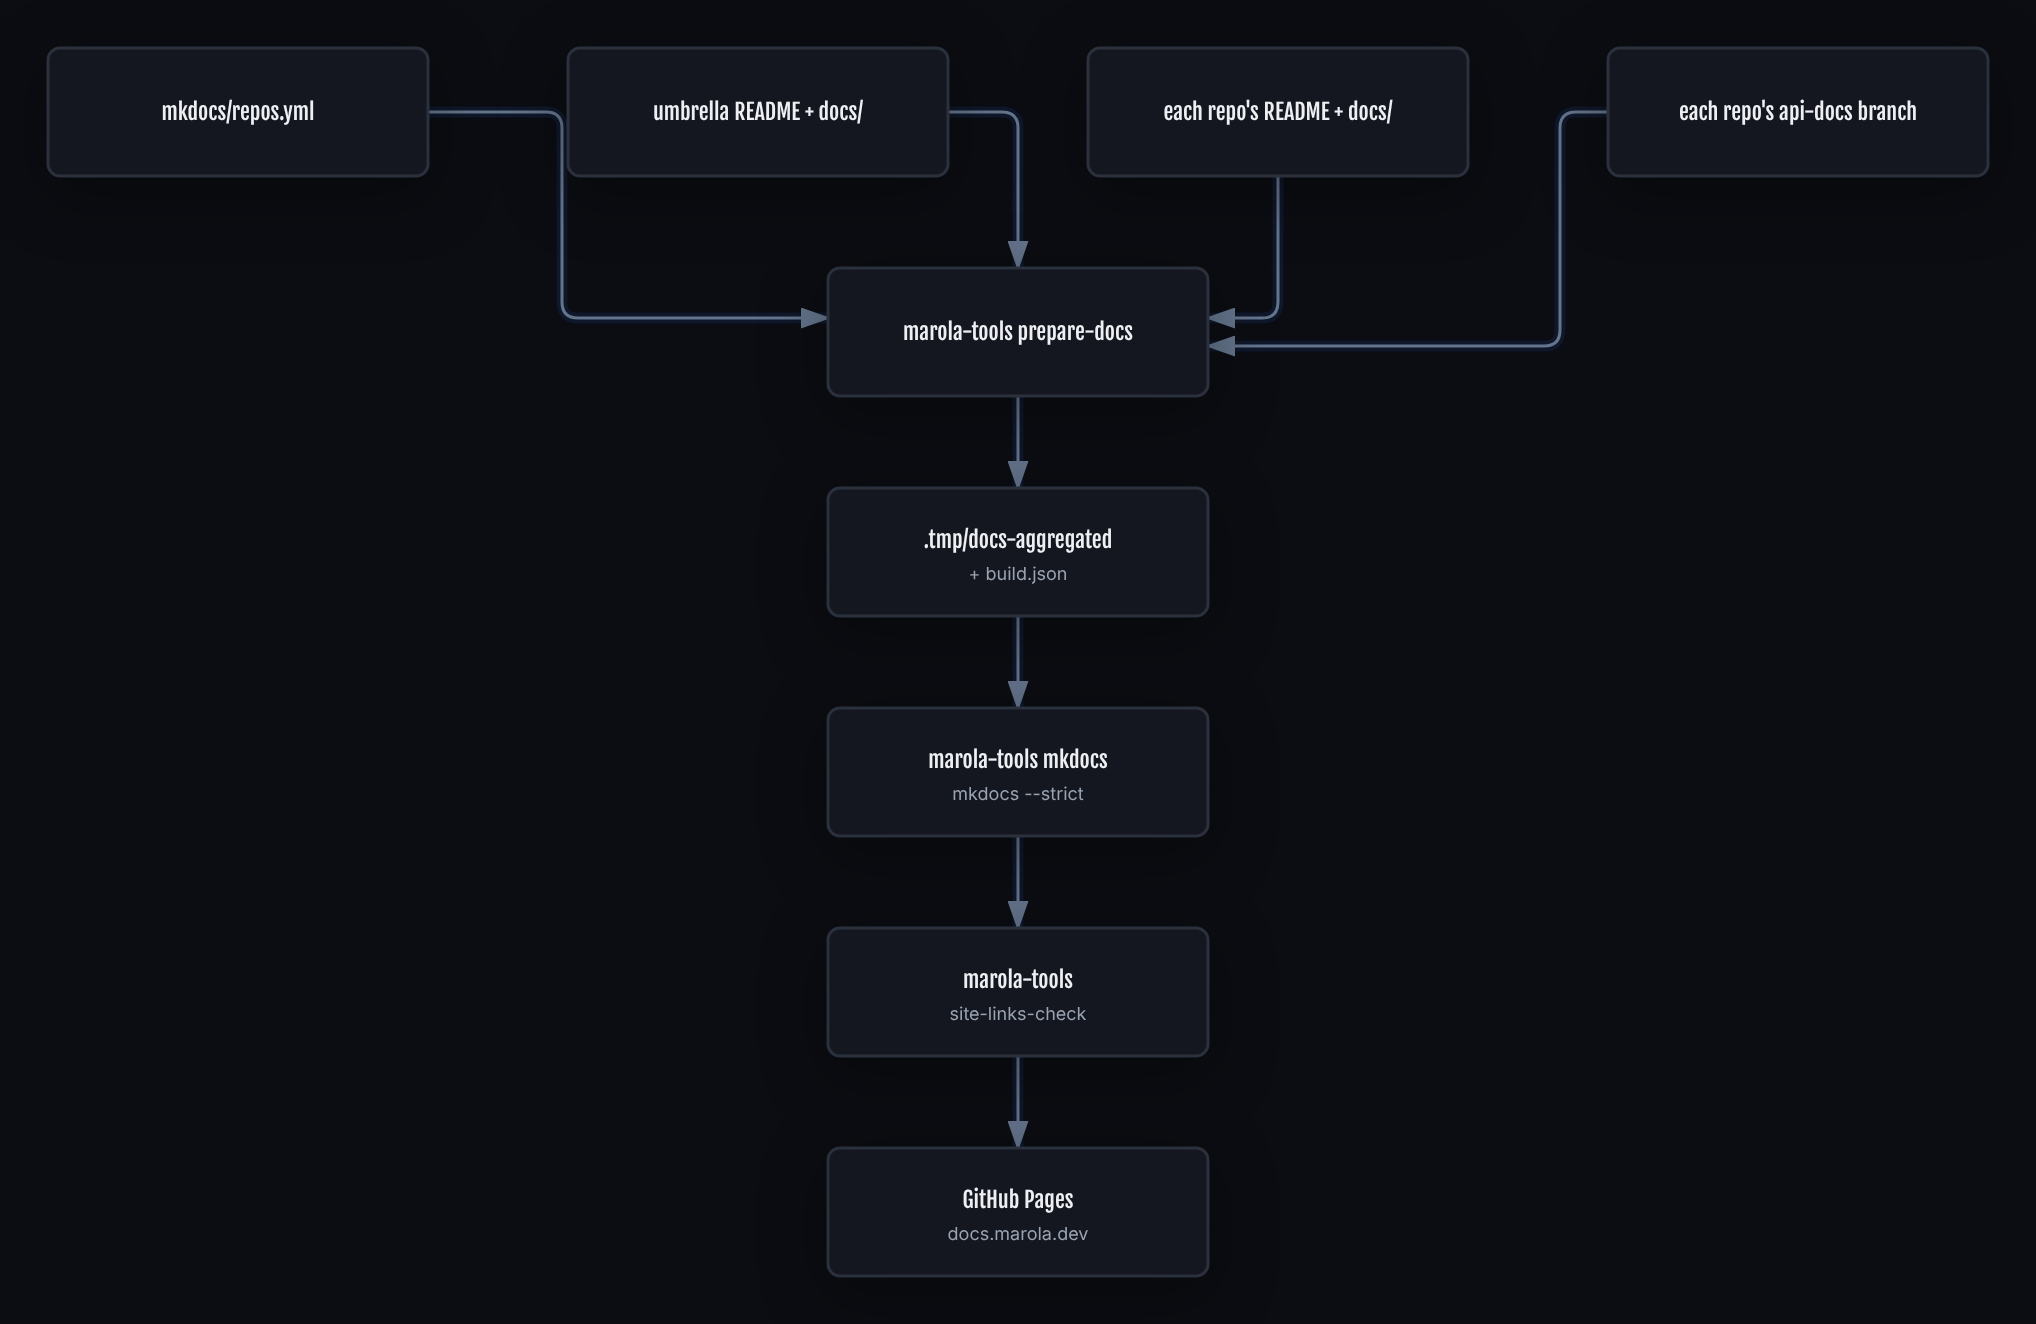 mkdocs/repos.yml
umbrella README + docs/
each repo's README + docs/
each repo's api-docs branch
marola-tools prepare-docs
.tmp/docs-aggregated
+ build.json
marola-tools mkdocs
mkdocs --strict
marola-tools
site-links-check
GitHub Pages
docs.marola.dev